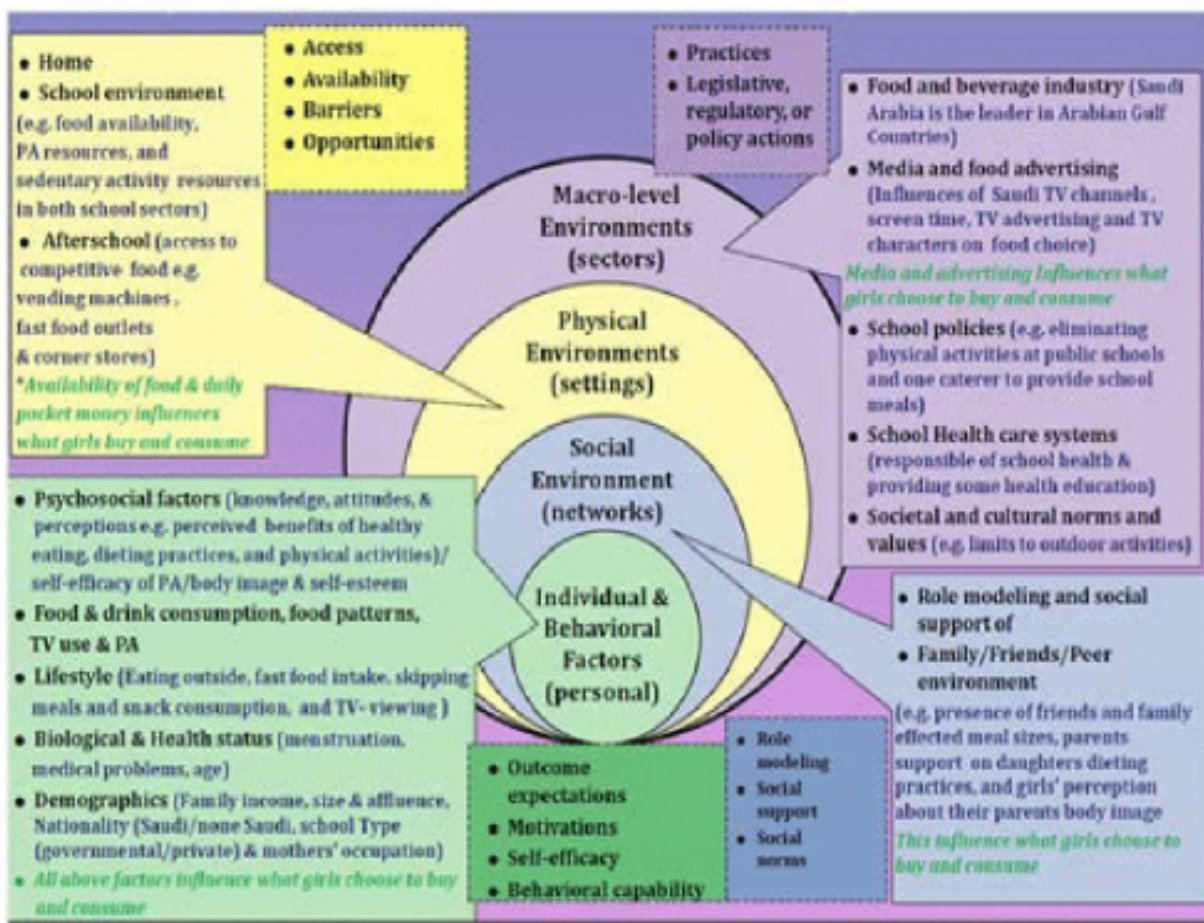 ● Home
● School environment
(e.g. food availability,
PA resources, and
sedentary activity resources
in both school sectors)
● Afterschool (access to
competitive food e.g.
vending machines ,
fast food outlets
& corner stores)
*Availability of food & daily
pocket money influences
what girls buy and consume
● Access
● Availability
● Barriers
● Opportunities
● Practices
● Legislative,
regulatory, or
policy actions
● Food and beverage industry (Saudi
Arabia is the leader in Arabian Gulf
Countries)
● Media and food advertising
(Influences of Saudi TV channels ,
screen time, TV advertising and TV
characters on food choice)
Media and advertising Influences what
girls choose to buy and consume
● School policies (e.g. eliminating
physical activities at public schools
and one caterer to provide school
meals)
● School Health care systems
(responsible of school health &
providing some health education)
● Societal and cultural norms and
values (e.g. limits to outdoor activities)
Macro-level
Environments
(sectors)
Physical
Environments
(settings)
Social
Environment
(networks)
Individual &
Behavioral
Factors
(personal)
● Psychosocial factors (knowledge, attitudes, &
perceptions e.g. perceived benefits of healthy
eating, dieting practices, and physical activities)/
self-efficacy of PA/body image & self-esteem
● Food & drink consumption, food patterns,
TV use & PA
● Lifestyle (Eating outside, fast food intake, skipping
meals and snack consumption, and TV- viewing )
● Biological & Health status (menstruation,
medical problems, age)
● Demographics (Family income, size & affluence,
Nationality (Saudi/none Saudi, school Type
(governmental/private) & mothers' occupation)
● All above factors influence what girls choose to buy
and consume
● Outcome
expectations
● Motivations
● Self-efficacy
● Behavioral capability
● Role
modeling
● Social
support
● Social
norms
● Role modeling and social
support of
● Family/Friends/Peer
environment
(e.g. presence of friends and family
effected meal sizes, parents
support on daughters dieting
practices, and girls' perception
about their parents body image
This influence what girls choose to
buy and consume